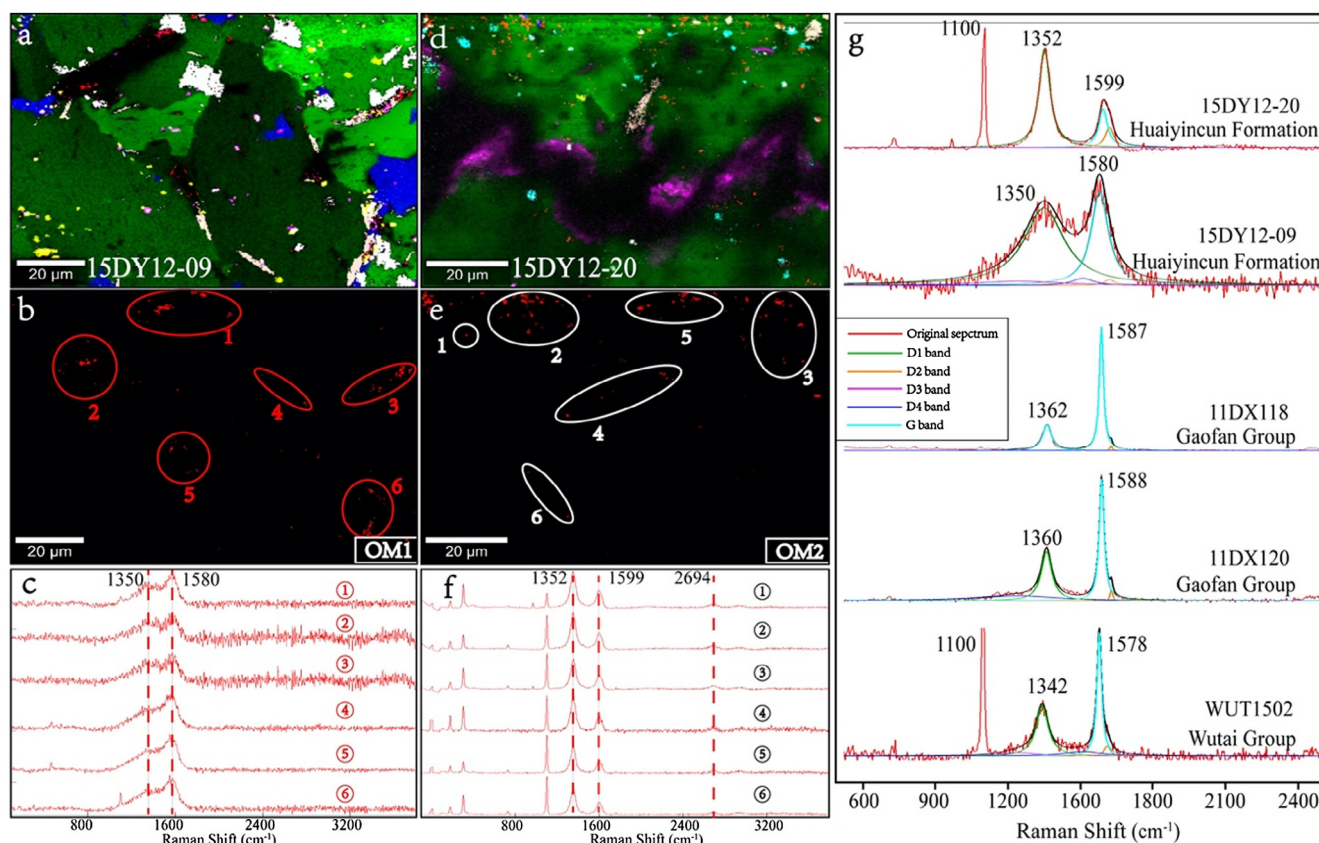 a
20 μm
15DY12-09
b
1
2
3
4
5
6
20 μm
OM1
c
1350
1580
①
②
③
④
⑤
⑥
800
1600
2400
3200
Raman Shift (cm⁻¹)
d
20 μm
15DY12-20
e
1
2
5
3
4
6
20 μm
OM2
f
1352
1599
2694
①
②
③
④
⑤
⑥
800
1600
2400
3200
Raman Shift (cm⁻¹)
g
1100
1352
1599
15DY12-20
Huaiyincun Formation
1350
1580
15DY12-09
Huaiyincun Formation
Original sepctrum
D1 band
D2 band
D3 band
D4 band
G band
1587
1362
11DX118
Gaofan Group
1588
1360
11DX120
Gaofan Group
1100
1578
1342
WUT1502
Wutai Group
600
900
1200
1600
2100
2400
Raman Shift (cm⁻¹)